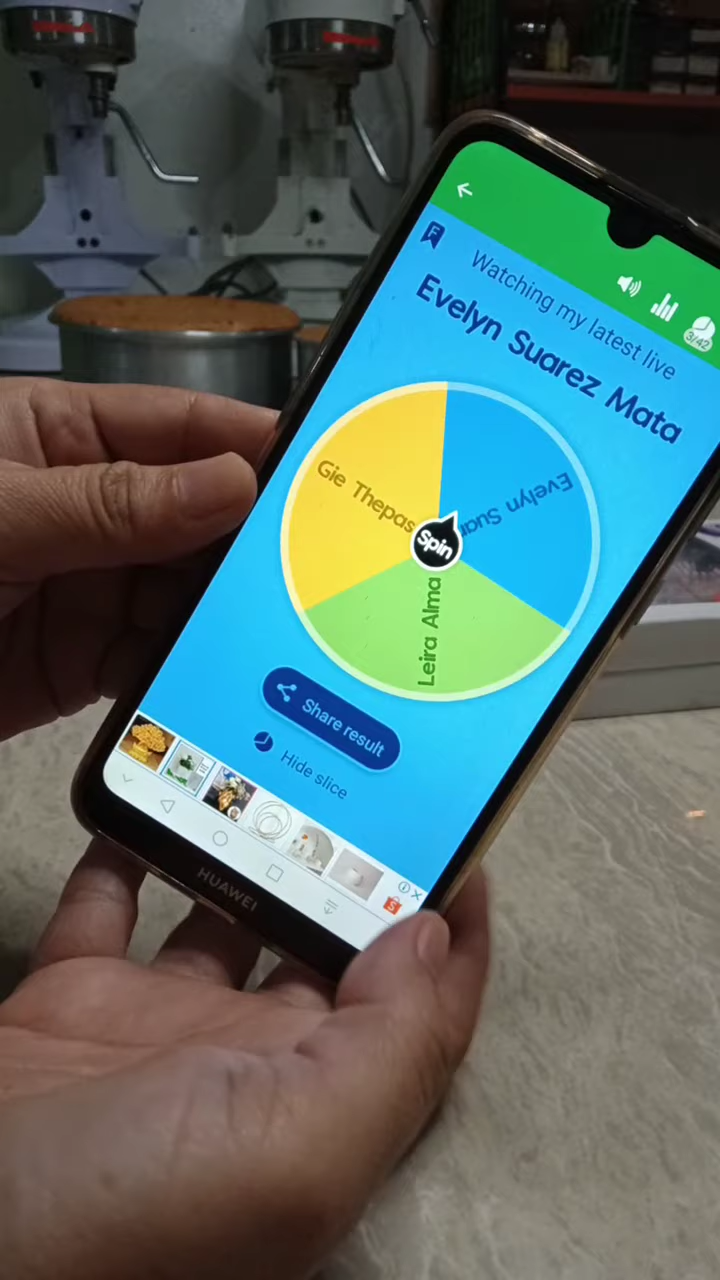 3/42
Watching my latest live
Evelyn Suarez Mata
Gie Thepas
Evelyn Suar
Spin
Leira Alma
Share result
Hide slice
HUAWEI